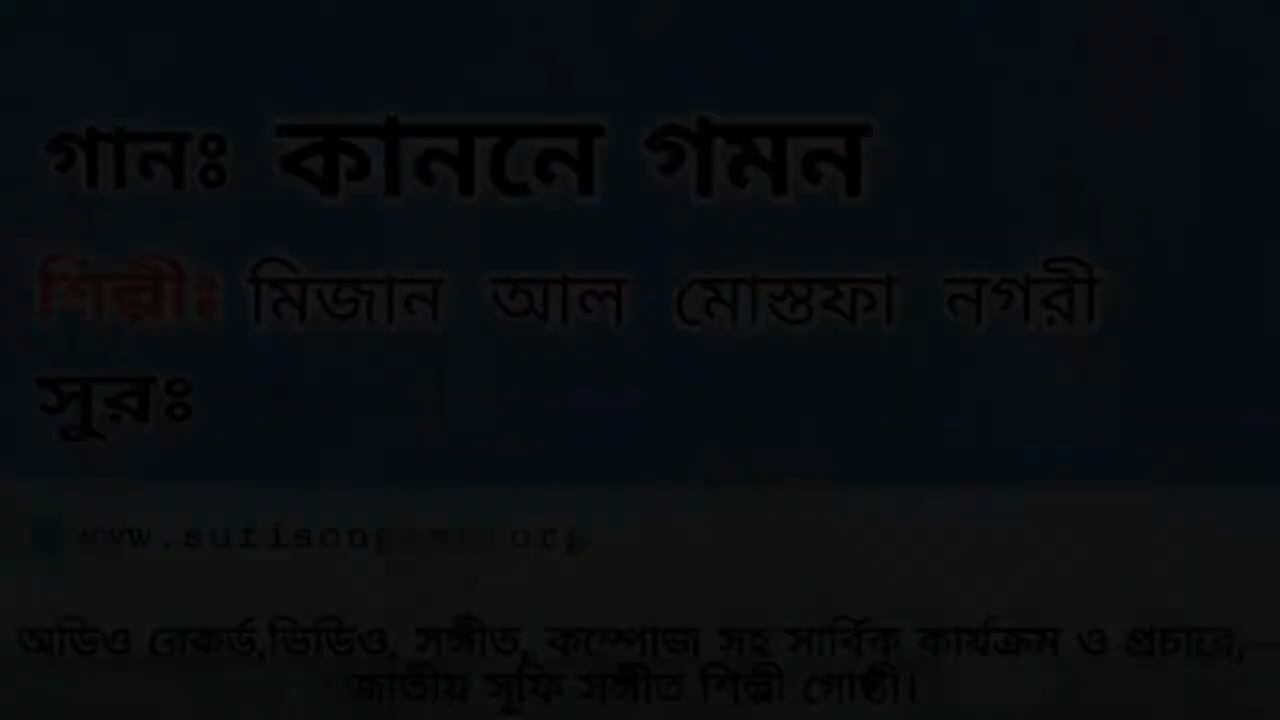 গানঃ কাননে গমন
শিল্পীঃ মিজান আল মোস্তফা নগরী
সুরঃ
অডিও রেকর্ড,ভিডিও, সঙ্গীত, কম্পোজ সহ সার্বিক কার্যক্রম ও প্রচারে,
জাতীয় সূফি সঙ্গীত শিল্পী গোষ্ঠী।